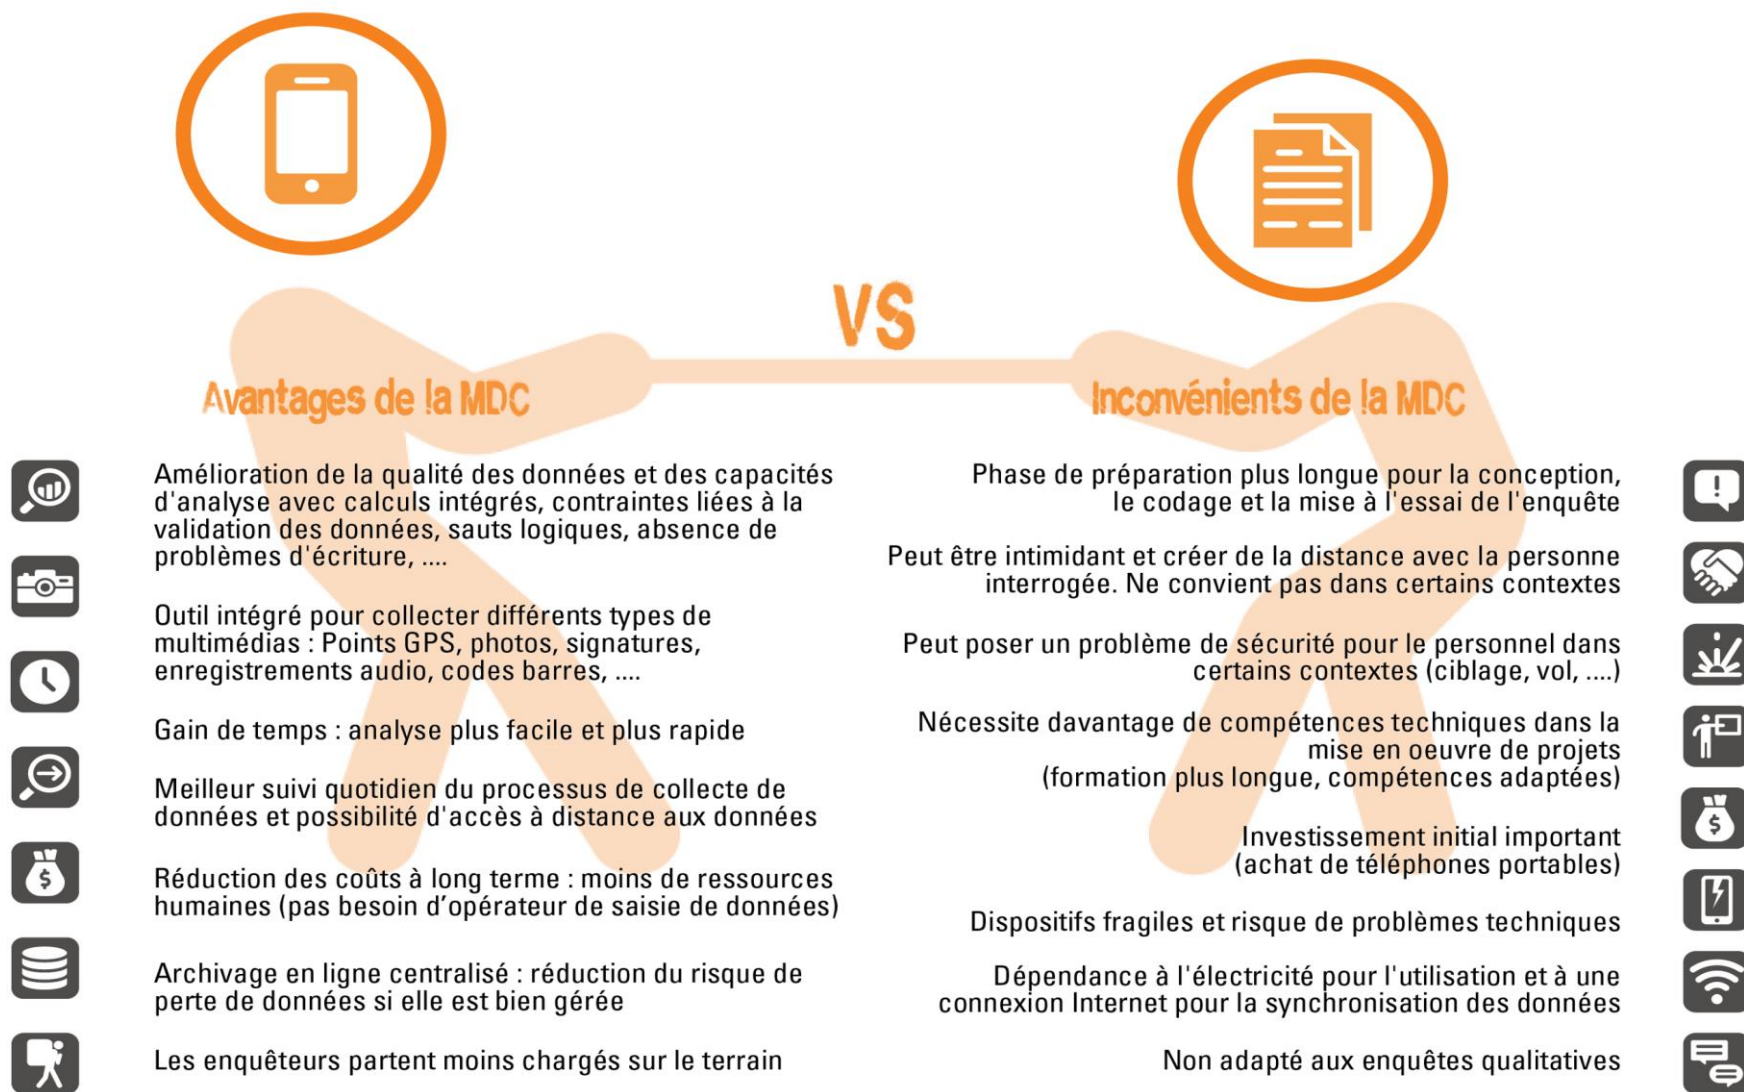 VS
Avantages de la MDC
Amélioration de la qualité des données et des capacités
d'analyse avec calculs intégrés, contraintes liées à la
validation des données, sauts logiques, absence de
problèmes d'écriture, ....
Outil intégré pour collecter différents types de
multimédias : Points GPS, photos, signatures,
enregistrements audio, codes barres, ....
Gain de temps : analyse plus facile et plus rapide
Meilleur suivi quotidien du processus de collecte de
données et possibilité d'accès à distance aux données
Réduction des coûts à long terme : moins de ressources
humaines (pas besoin d’opérateur de saisie de données)
Archivage en ligne centralisé : réduction du risque de
perte de données si elle est bien gérée
Les enquêteurs partent moins chargés sur le terrain
Inconvénients de la MDC
Phase de préparation plus longue pour la conception,
le codage et la mise à l'essai de l'enquête
Peut être intimidant et créer de la distance avec la personne
interrogée. Ne convient pas dans certains contextes
Peut poser un problème de sécurité pour le personnel dans
certains contextes (ciblage, vol, ....)
Nécessite davantage de compétences techniques dans la
mise en oeuvre de projets
(formation plus longue, compétences adaptées)
Investissement initial important
(achat de téléphones portables)
Dispositifs fragiles et risque de problèmes techniques
Dépendance à l'électricité pour l'utilisation et à une
connexion Internet pour la synchronisation des données
Non adapté aux enquêtes qualitatives